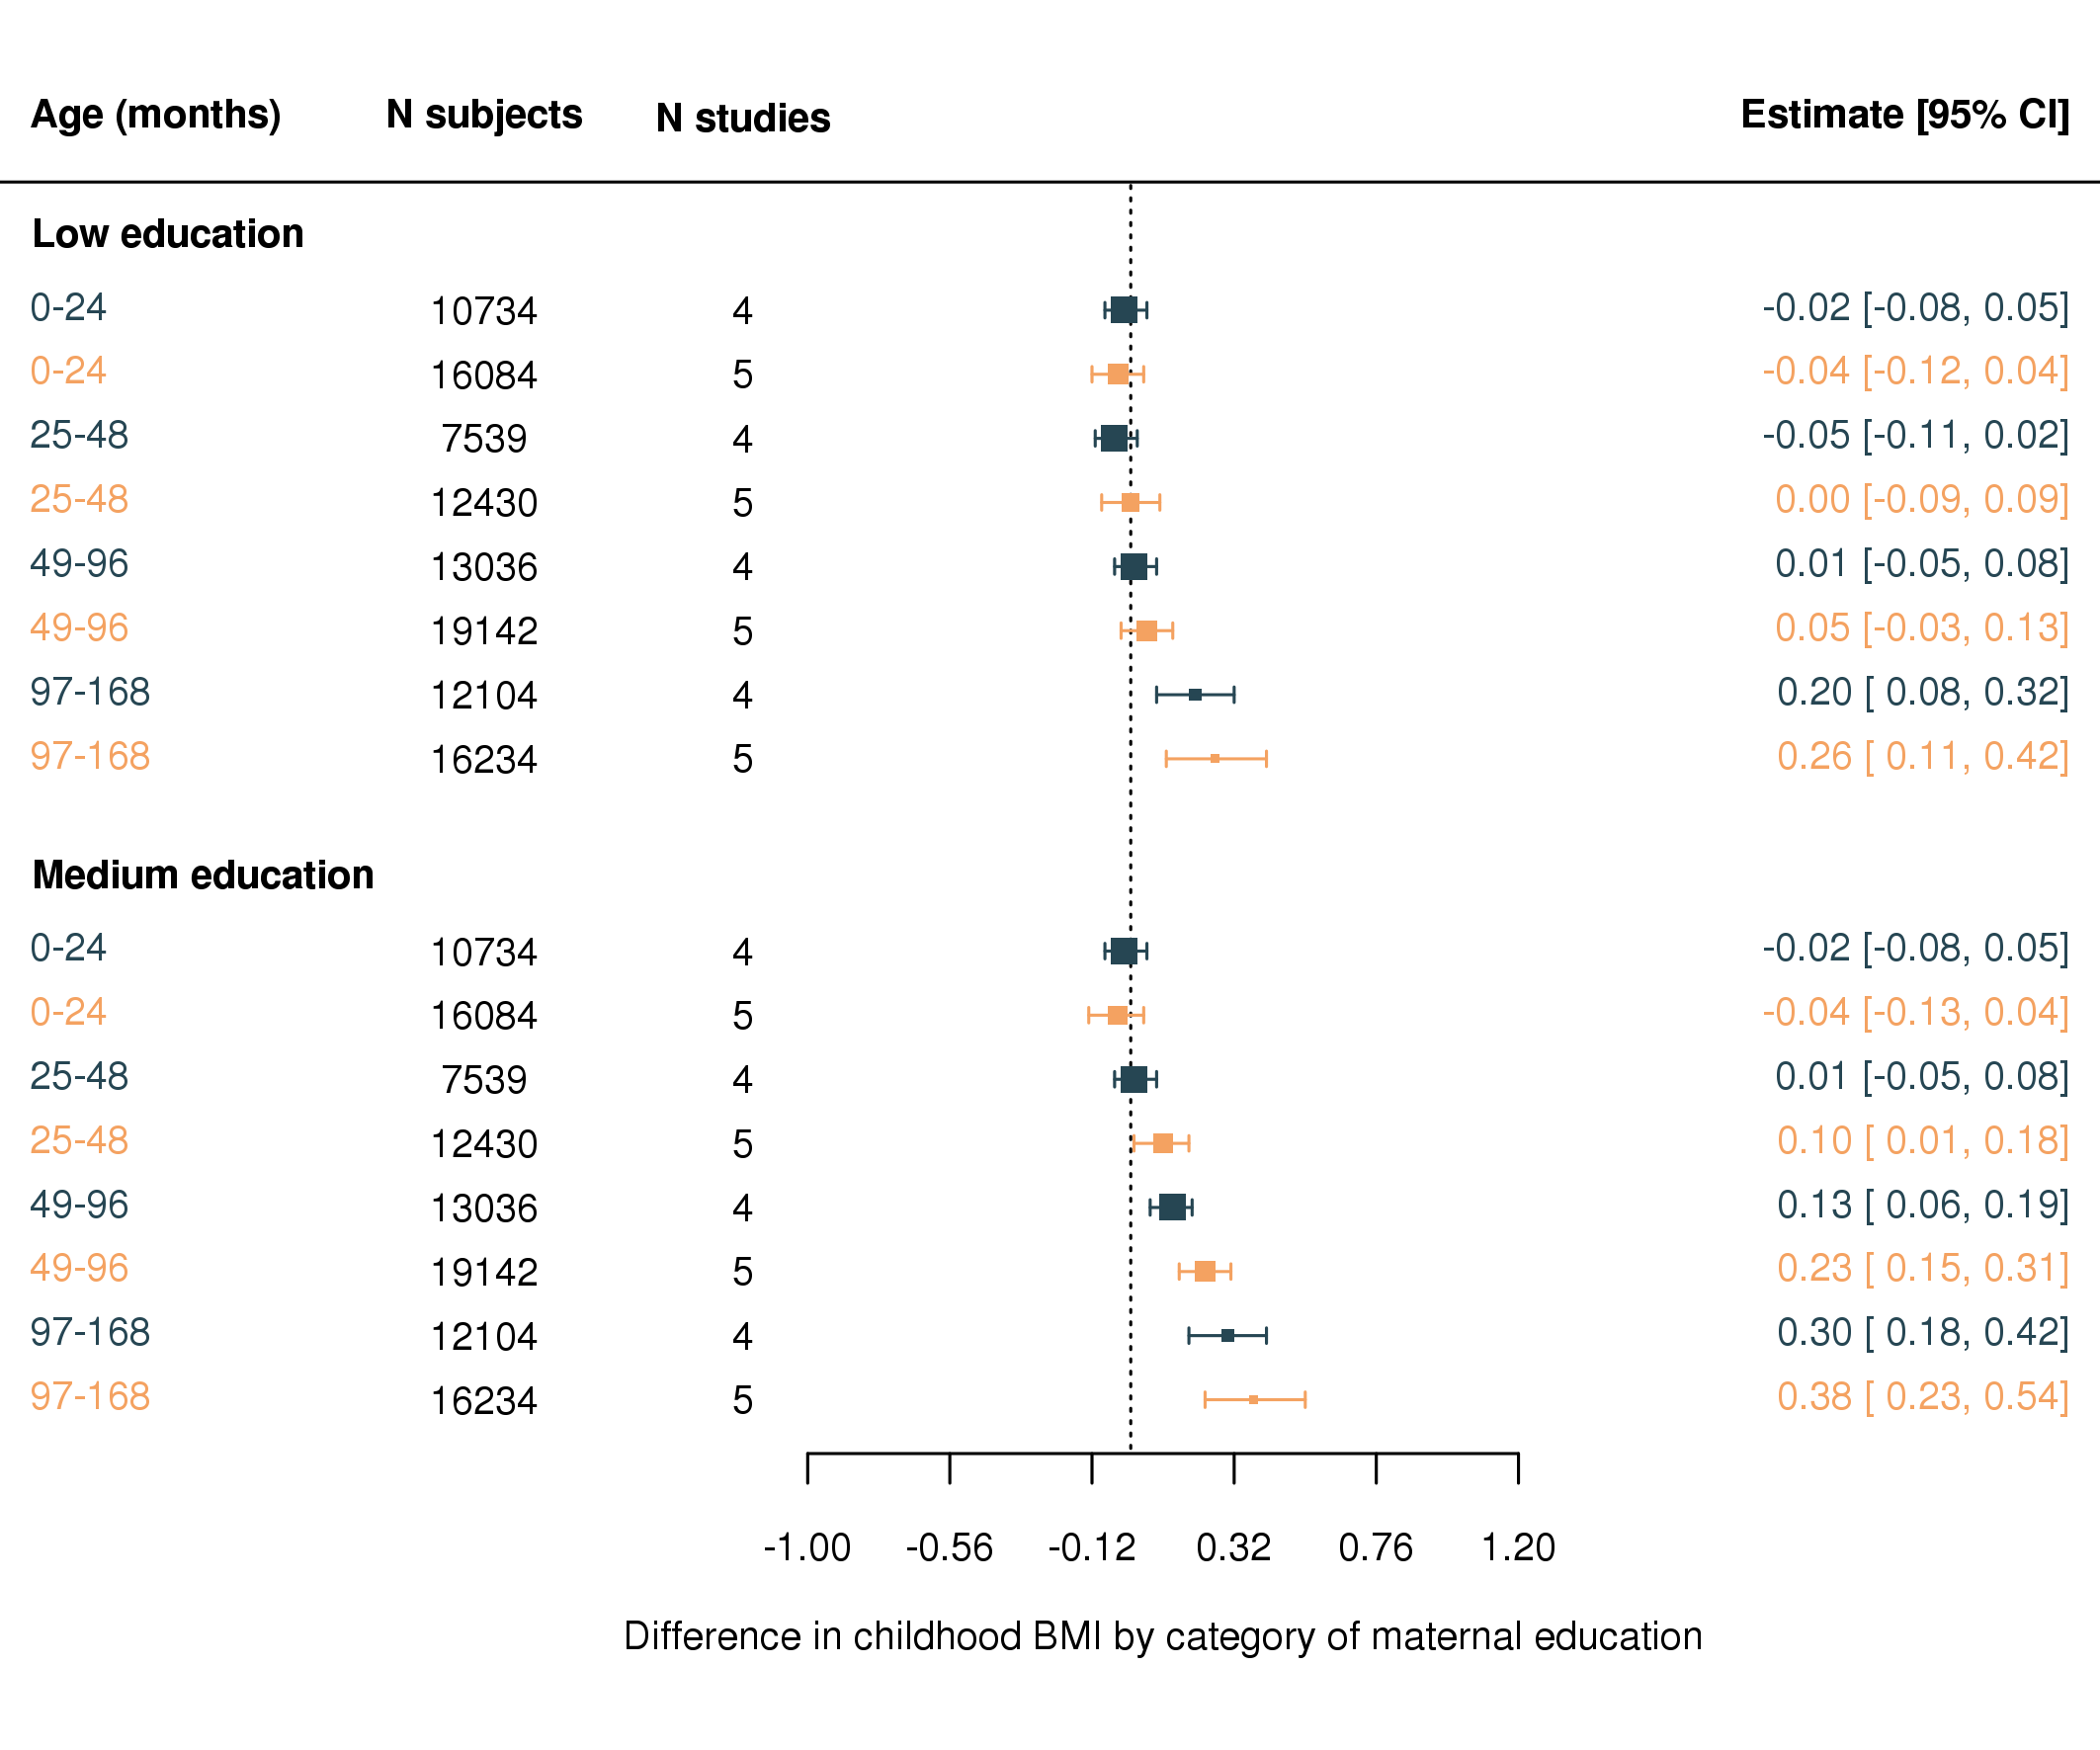 Age (months) N subjects N studies Estimate [95% CI]
Low education
0-24 10734 4 -0.02 [-0.08, 0.05]
0-24 16084 5 -0.04 [-0.12, 0.04]
25-48 7539 4 -0.05 [-0.11, 0.02]
25-48 12430 5 0.00 [-0.09, 0.09]
49-96 13036 4 0.01 [-0.05, 0.08]
49-96 19142 5 0.05 [-0.03, 0.13]
97-168 12104 4 0.20 [ 0.08, 0.32]
97-168 16234 5 0.26 [ 0.11, 0.42]
Medium education
0-24 10734 4 -0.02 [-0.08, 0.05]
0-24 16084 5 -0.04 [-0.13, 0.04]
25-48 7539 4 0.01 [-0.05, 0.08]
25-48 12430 5 0.10 [ 0.01, 0.18]
49-96 13036 4 0.13 [ 0.06, 0.19]
49-96 19142 5 0.23 [ 0.15, 0.31]
97-168 12104 4 0.30 [ 0.18, 0.42]
97-168 16234 5 0.38 [ 0.23, 0.54]
-1.00 -0.56 -0.12 0.32 0.76 1.20
Difference in childhood BMI by category of maternal education